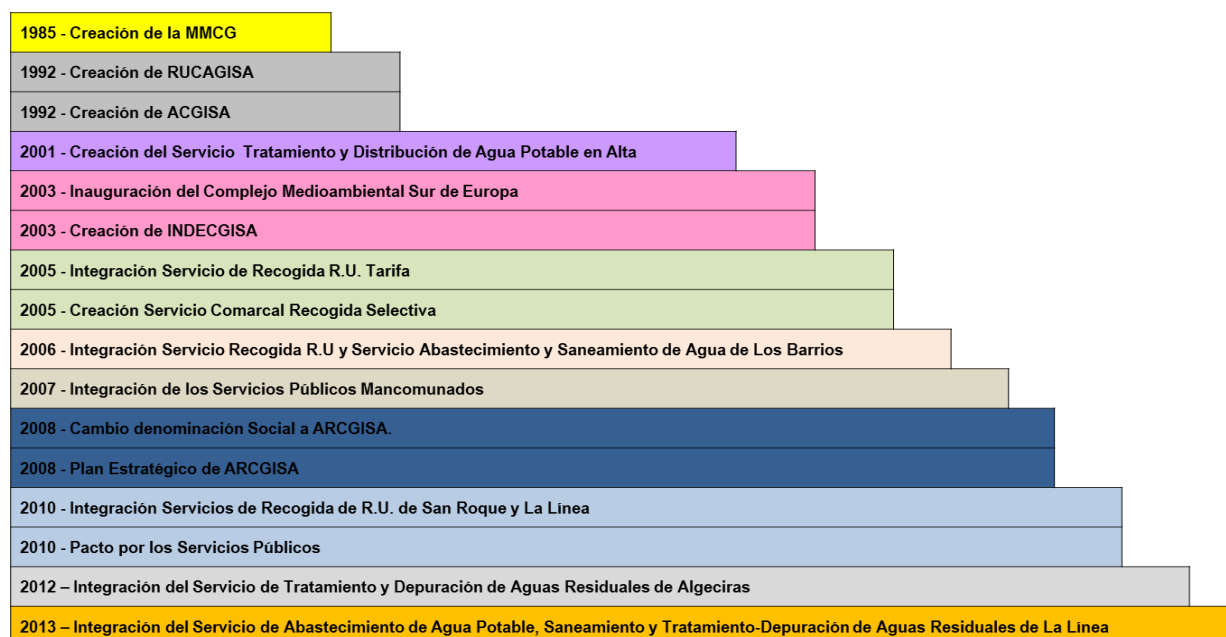 1985 - Creación de la MMCG
1992 - Creación de RUCAGISA
1992 - Creación de ACGISA
2001 - Creación del Servicio Tratamiento y Distribución de Agua Potable en Alta
2003 - Inauguración del Complejo Medioambiental Sur de Europa
2003 - Creación de INDECGISA
2005 - Integración Servicio de Recogida R.U. Tarifa
2005 - Creación Servicio Comarcal Recogida Selectiva
2006 - Integración Servicio Recogida R.U y Servicio Abastecimiento y Saneamiento de Agua de Los Barrios
2007 - Integración de los Servicios Públicos Mancomunados
2008 - Cambio denominación Social a ARCGISA.
2008 - Plan Estratégico de ARCGISA
2010 - Integración Servicios de Recogida de R.U. de San Roque y La Línea
2010 - Pacto por los Servicios Públicos
2012 – Integración del Servicio de Tratamiento y Depuración de Aguas Residuales de Algeciras
2013 – Integración del Servicio de Abastecimiento de Agua Potable, Saneamiento y Tratamiento-Depuración de Aguas Residuales de La Línea